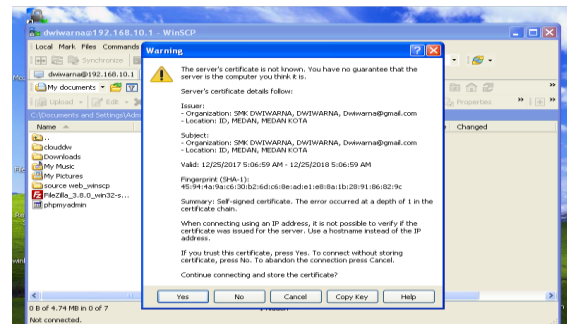 dwiwarna@192.168.10.1 - WinSCP
Local Mark Files Commands
Warning
Synchronize
dwiwarna@192.168.10.1
My documents
Upload Edit
Properties
C:\Documents and Settings\Adm
Name
Changed
..
clouddw
Downloads
My Music
My Pictures
source web_winscp
FileZilla_3.8.0_win32-s...
phpmyadmin
The server's certificate is not known. You have no guarantee that the
server is the computer you think it is.
Server's certificate details follow:
Issuer:
- Organization: SMK DWIWARNA, DWIWARNA, Dwiwarna@gmail.com
- Location: ID, MEDAN, MEDAN KOTA
Subject:
- Organization: SMK DWIWARNA, DWIWARNA, Dwiwarna@gmail.com
- Location: ID, MEDAN, MEDAN KOTA
Valid: 12/25/2017 5:06:59 AM - 12/25/2018 5:06:59 AM
Fingerprint (SHA-1):
45:94:4a:9a:c6:30:b2:6d:c6:8e:ad:e1:e8:8a:1b:28:91:86:82:9c
Summary: Self-signed certificate. The error occurred at a depth of 1 in the
certificate chain.
When connecting using an IP address, it is not possible to verify if the
certificate was issued for the server. Use a hostname instead of the IP
address.
If you trust this certificate, press Yes. To connect without storing
certificate, press No. To abandon the connection press Cancel.
Continue connecting and store the certificate?
Yes No Cancel Copy Key Help
0 B of 4.74 MB in 0 of 7
Not connected.